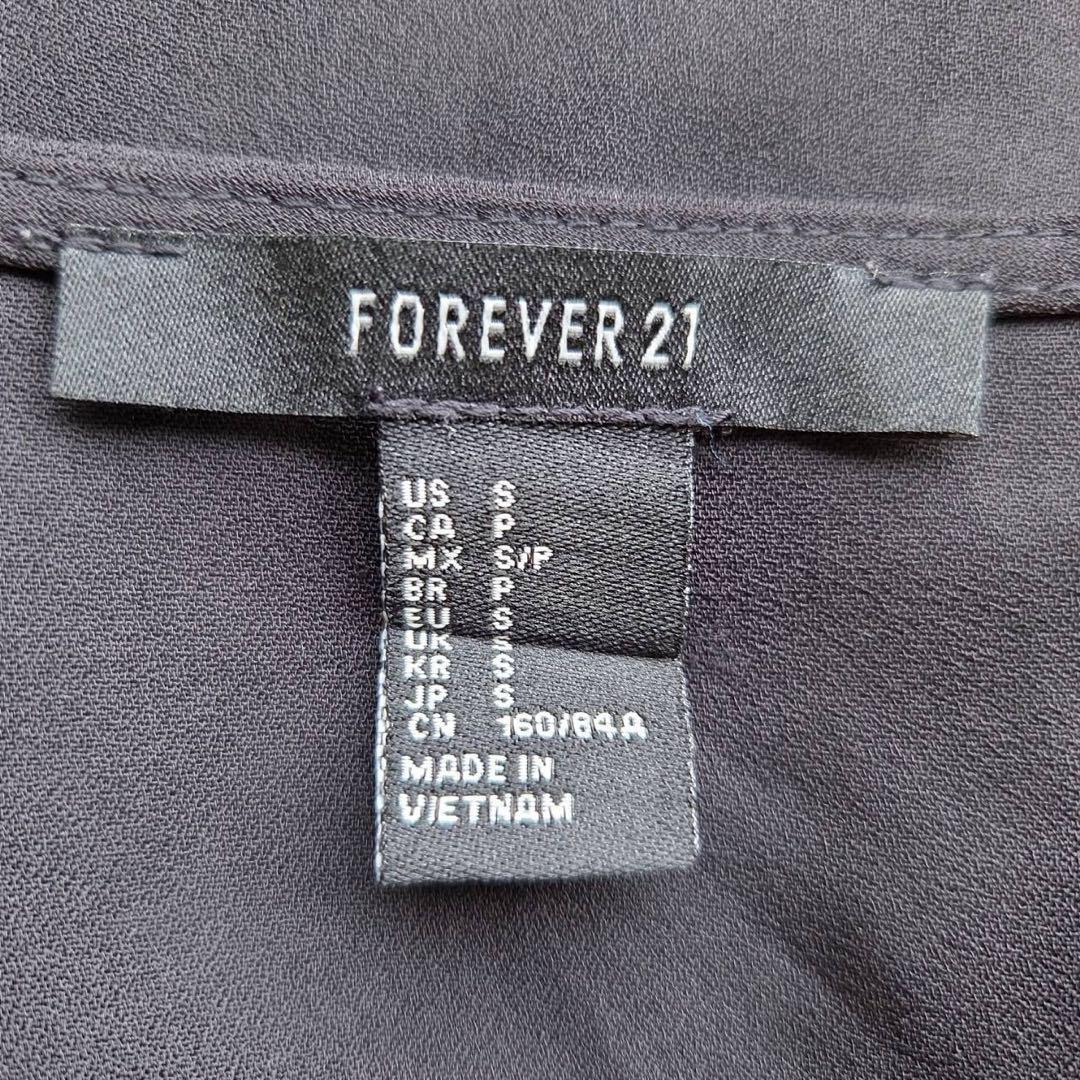 FOREVER 21
US S
CA P
MX S/P
BR P
EU S
UK S
KR S
JP S
CN 160/84A
MADE IN
VIETNAM